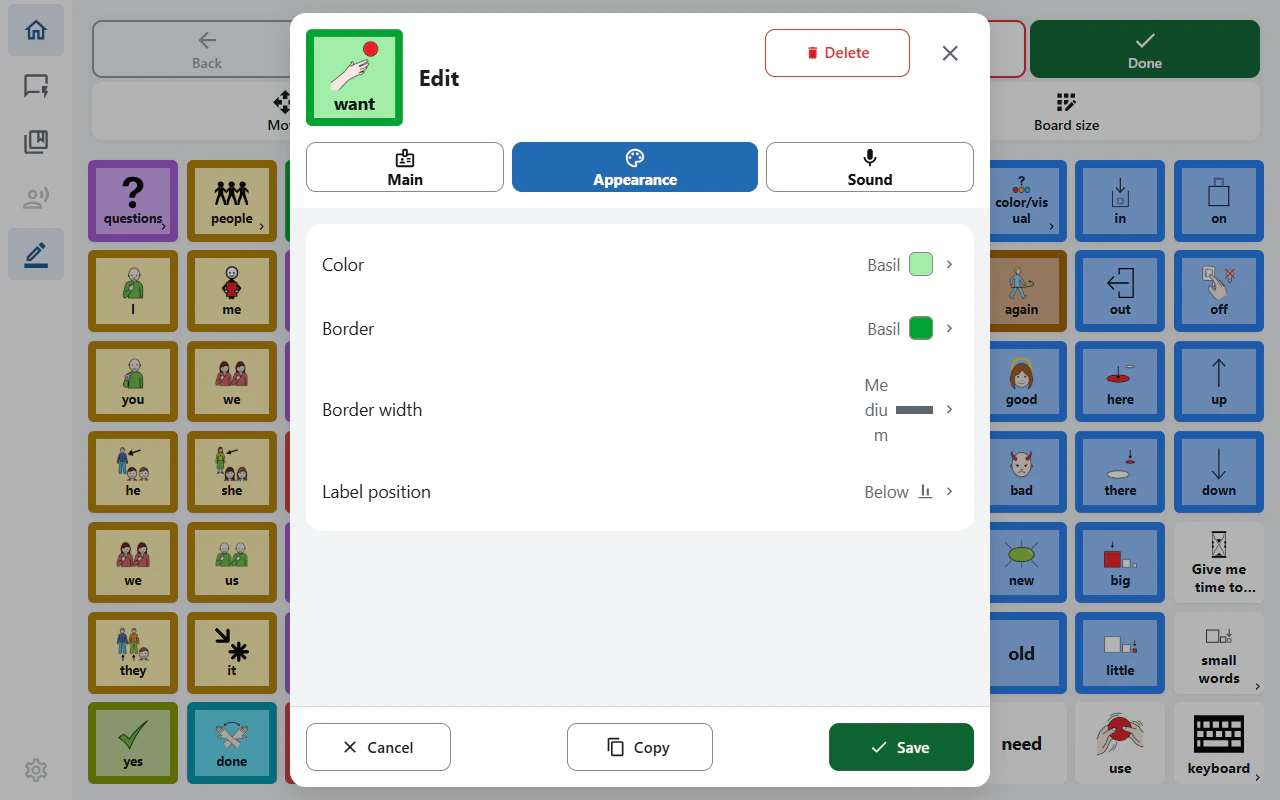 Back
Done
Mo
Board size
want
Edit
Delete
Main
Appearance
Sound
Color
Basil
Border
Basil
Border width
Me
diu
m
Label position
Below
Cancel
Copy
Save
questions
people
color/vis
ual
in
on
I
me
again
out
off
you
we
good
here
up
he
she
bad
there
down
we
us
new
big
Give me
time to...
they
it
old
little
small
words
yes
done
need
use
keyboard